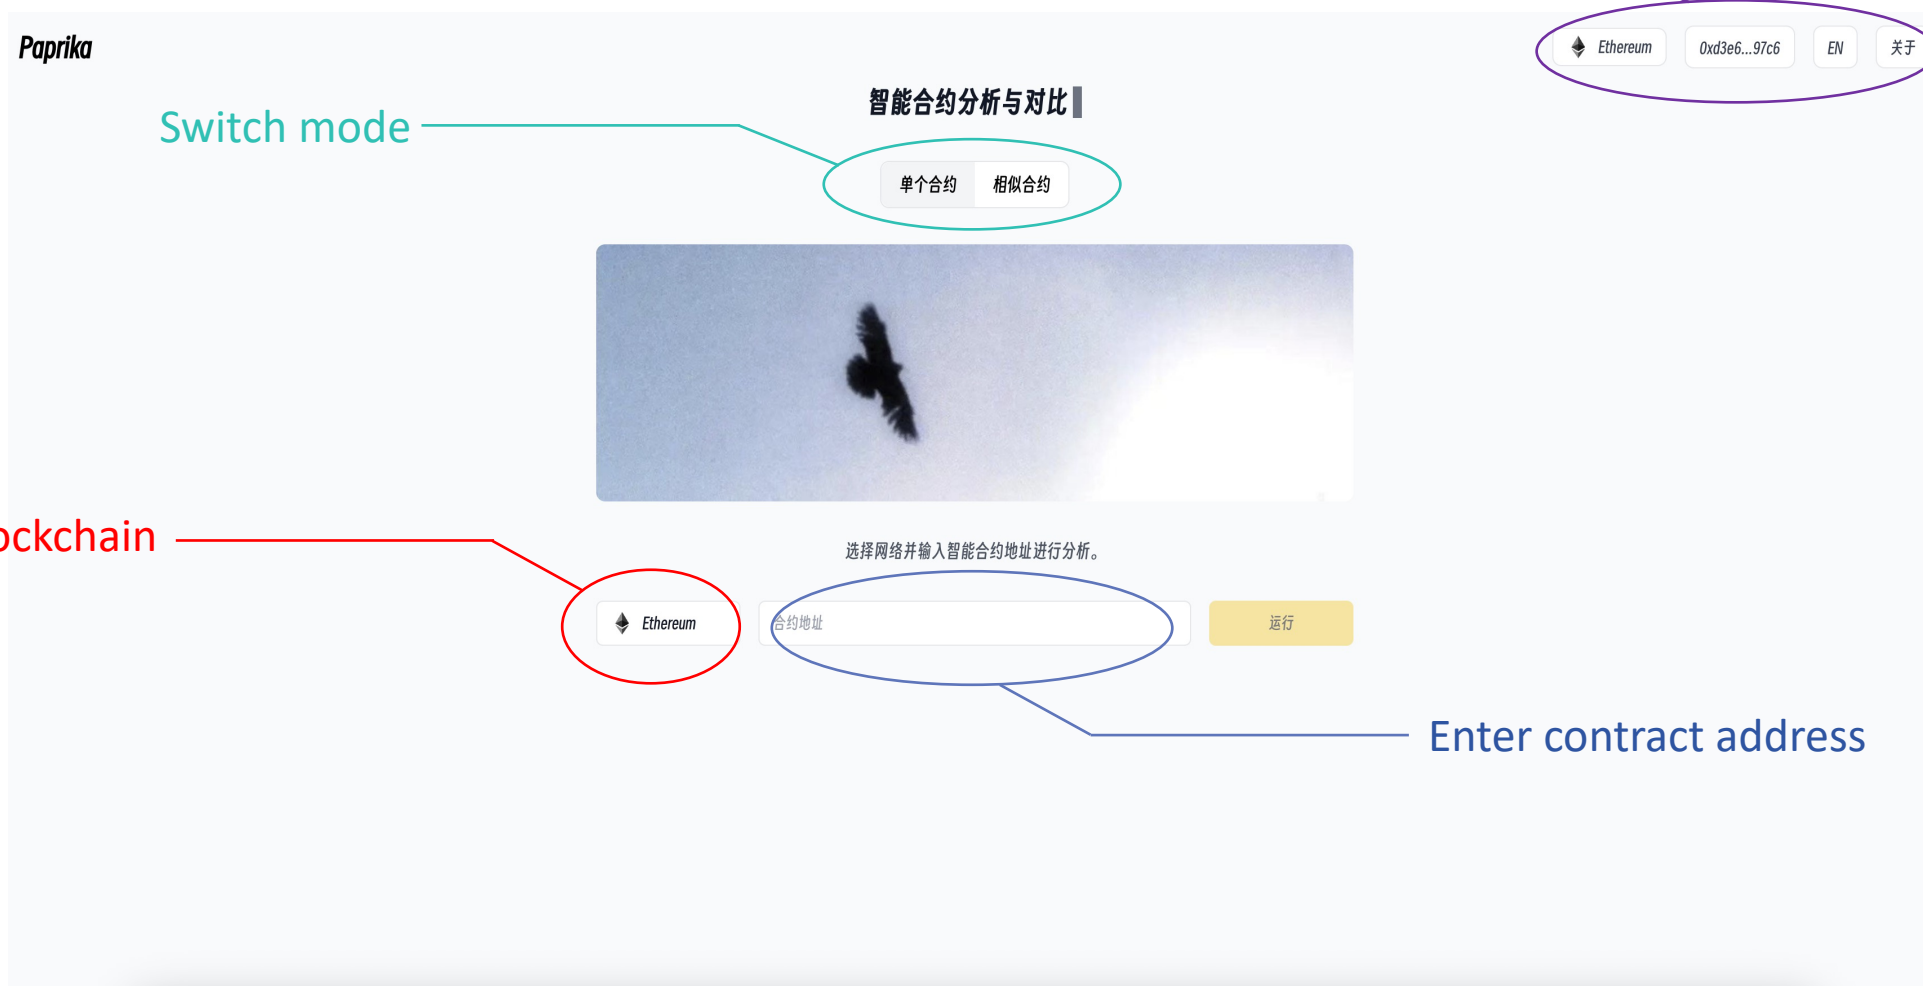 Paprika
Ethereum 0xd3e6...97c6 EN 关于
智能合约分析与对比
Switch mode
单个合约 相似合约
ockchain
选择网络并输入智能合约地址进行分析。
Ethereum 合约地址 运行
Enter contract address